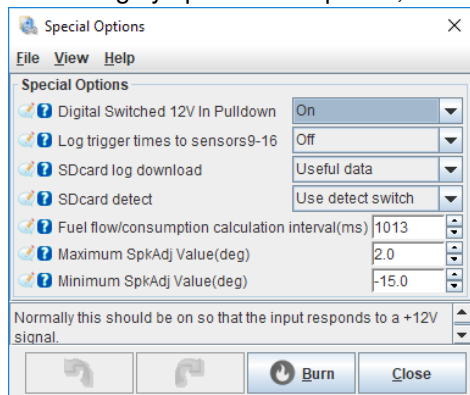 Special Options
File View Help
Special Options
Digital Switched 12V In Pulldown On
Log trigger times to sensors9-16 Off
SDcard log download Useful data
SDcard detect Use detect switch
Fuel flow/consumption calculation interval(ms) 1013
Maximum SpkAdj Value(deg) 2.0
Minimum SpkAdj Value(deg) -15.0
Normally this should be on so that the input responds to a +12V
signal.
Burn Close